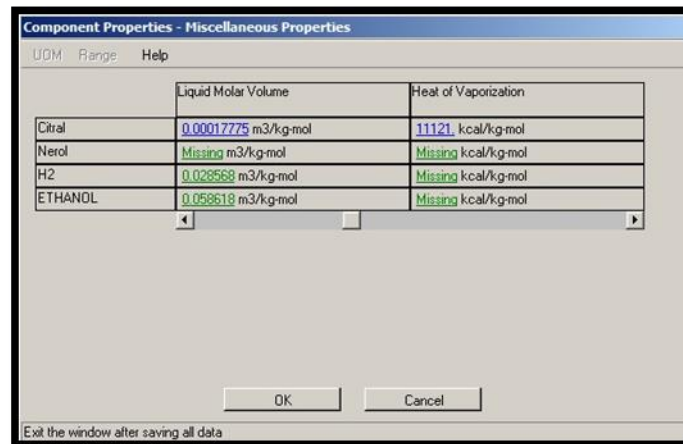 Component Properties - Miscellaneous Properties
UOM Range Help
Liquid Molar Volume Heat of Vaporization
Citral 0.00017775 m3/kg-mol 11121. kcal/kg-mol
Nerol Missing m3/kg-mol Missing kcal/kg-mol
H2 0.028568 m3/kg-mol Missing kcal/kg-mol
ETHANOL 0.058618 m3/kg-mol Missing kcal/kg-mol
OK Cancel
Exit the window after saving all data